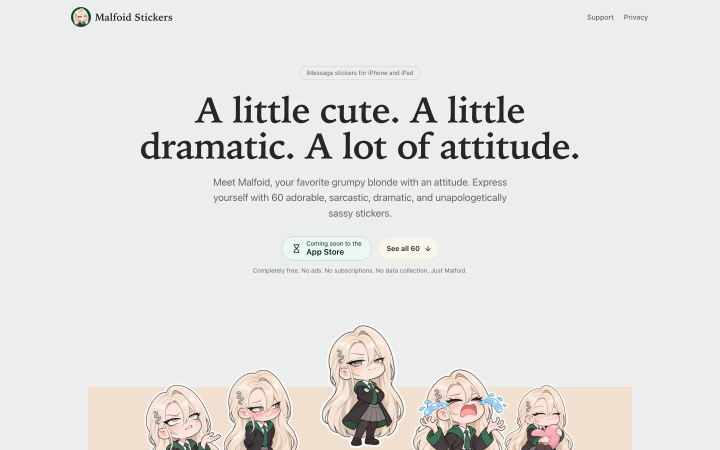 Malfoid Stickers
Support
Privacy
iMessage stickers for iPhone and iPad
A little cute. A little
dramatic. A lot of attitude.
Meet Malfoid, your favorite grumpy blonde with an attitude. Express
yourself with 60 adorable, sarcastic, dramatic, and unapologetically
sassy stickers.
Coming soon to the
App Store
See all 60 ↓
Completely free. No ads. No subscriptions. No data collection. Just Malfoid.